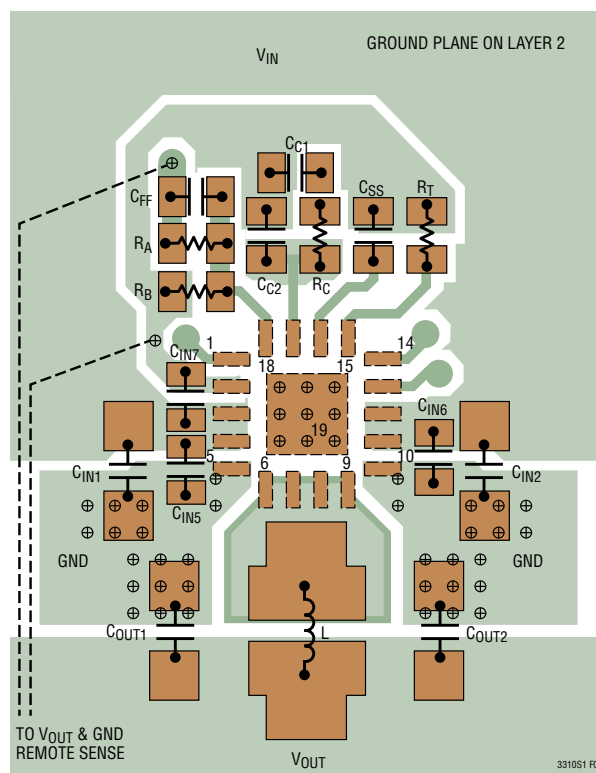 GROUND PLANE ON LAYER 2
VIN
CC1
CFF
CSS
RT
RA
RB
CC2
RC
1
CIN7
18
15
14
19
CIN6
CIN1
5
6
9
10
CIN2
CIN5
GND
GND
COUT1
L
COUT2
TO VOUT & GND
REMOTE SENSE
VOUT
3310S1